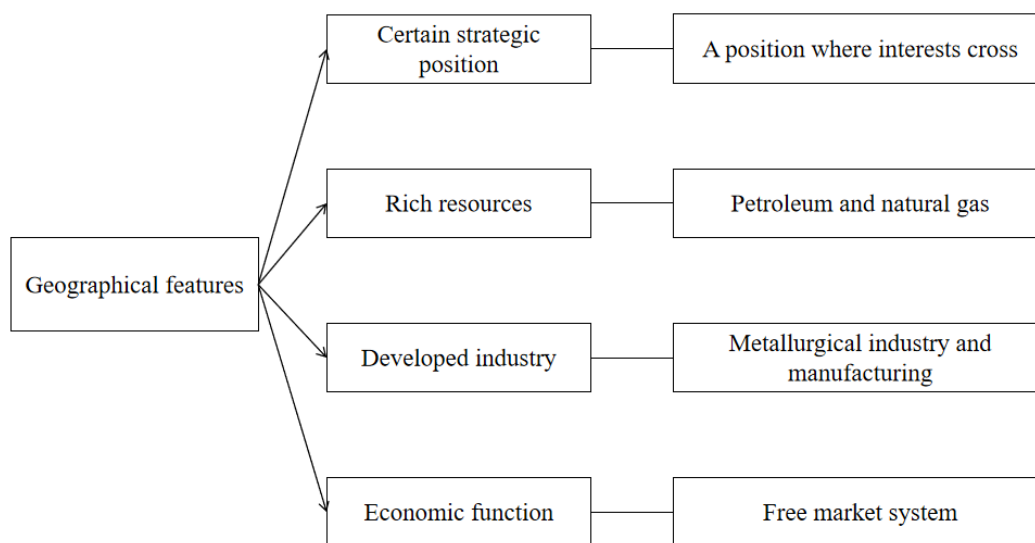 Certain strategic
position
A position where interests cross
Rich resources
Petroleum and natural gas
Geographical features
Developed industry
Metallurgical industry and
manufacturing
Economic function
Free market system